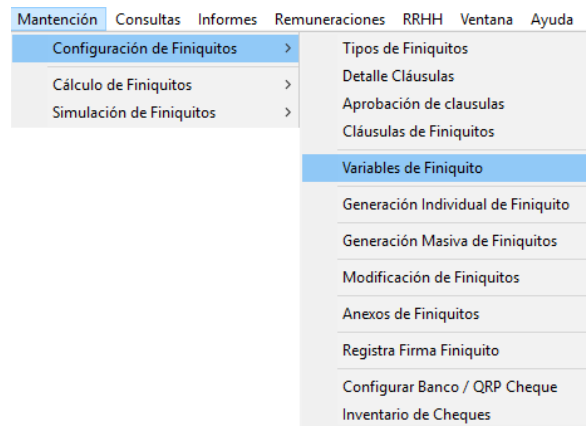 Mantención Consultas Informes Remuneraciones RRHH Ventana Ayuda
Configuración de Finiquitos >
Cálculo de Finiquitos >
Simulación de Finiquitos >
Tipos de Finiquitos
Detalle Cláusulas
Aprobación de clausulas
Cláusulas de Finiquitos
Variables de Finiquito
Generación Individual de Finiquito
Generación Masiva de Finiquitos
Modificación de Finiquitos
Anexos de Finiquitos
Registra Firma Finiquito
Configurar Banco / QRP Cheque
Inventario de Cheques